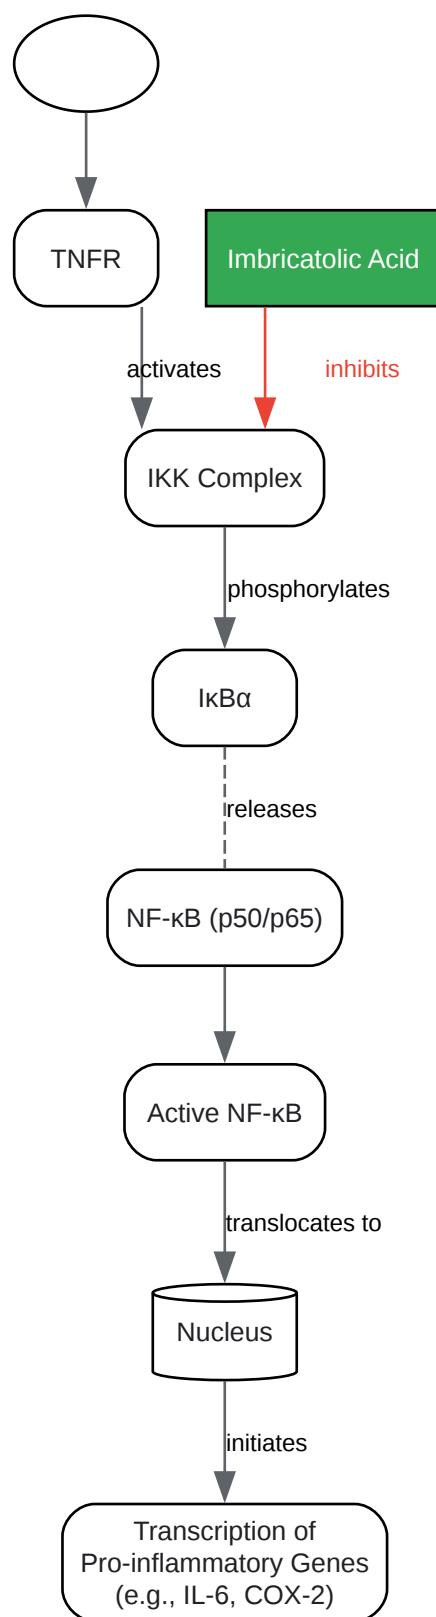 TNFR
Imbricatolic Acid
activates
inhibits
IKK Complex
phosphorylates
IκBα
releases
NF-κB (p50/p65)
Active NF-κB
translocates to
Nucleus
initiates
Transcription of
Pro-inflammatory Genes
(e.g., IL-6, COX-2)